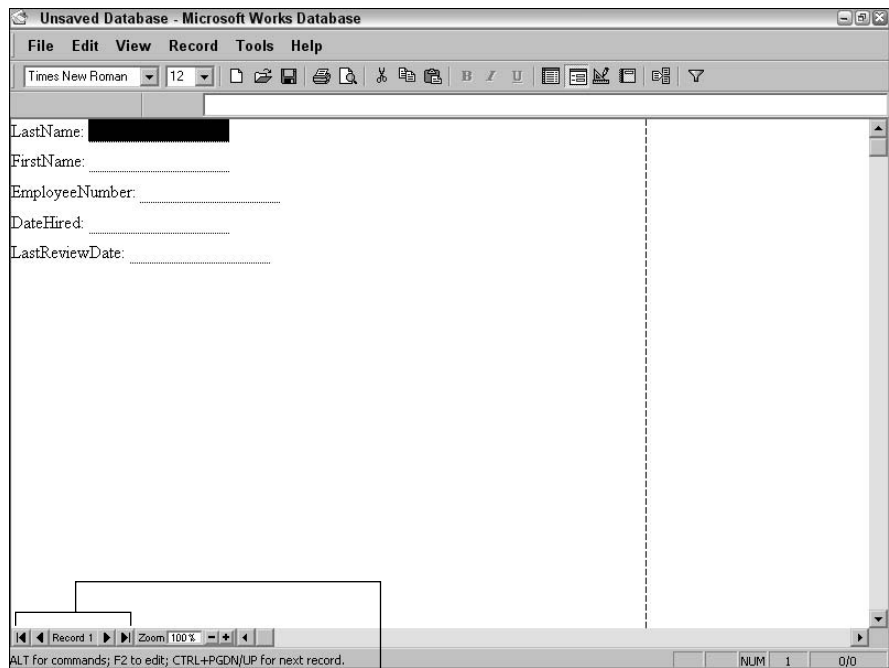 Unsaved Database - Microsoft Works Database
File Edit View Record Tools Help
Times New Roman 12 B I U
LastName:
FirstName:
EmployeeNumber:
DateHired:
LastReviewDate:
Record 1 Zoom 100%
ALT for commands; F2 to edit; CTRL+PGDN/UP for next record. NUM 1 0/0